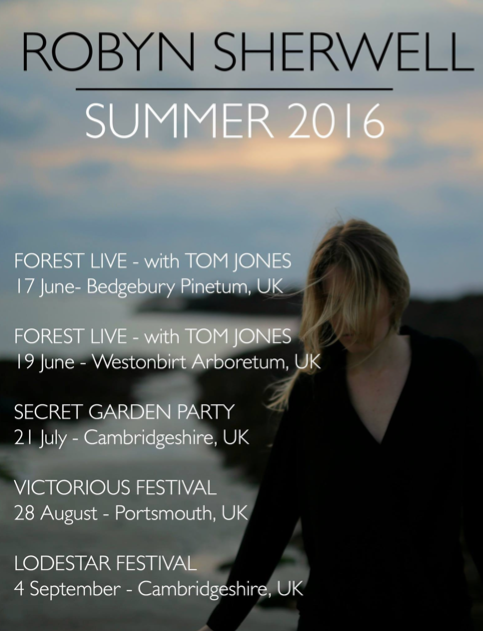 ROBYN SHERWELL
SUMMER 2016
FOREST LIVE - with TOM JONES
17 June- Bedgebury Pinetum, UK
FOREST LIVE - with TOM JONES
19 June - Westonbirt Arboretum, UK
SECRET GARDEN PARTY
21 July - Cambridgeshire, UK
VICTORIOUS FESTIVAL
28 August - Portsmouth, UK
LODESTAR FESTIVAL
4 September - Cambridgeshire, UK